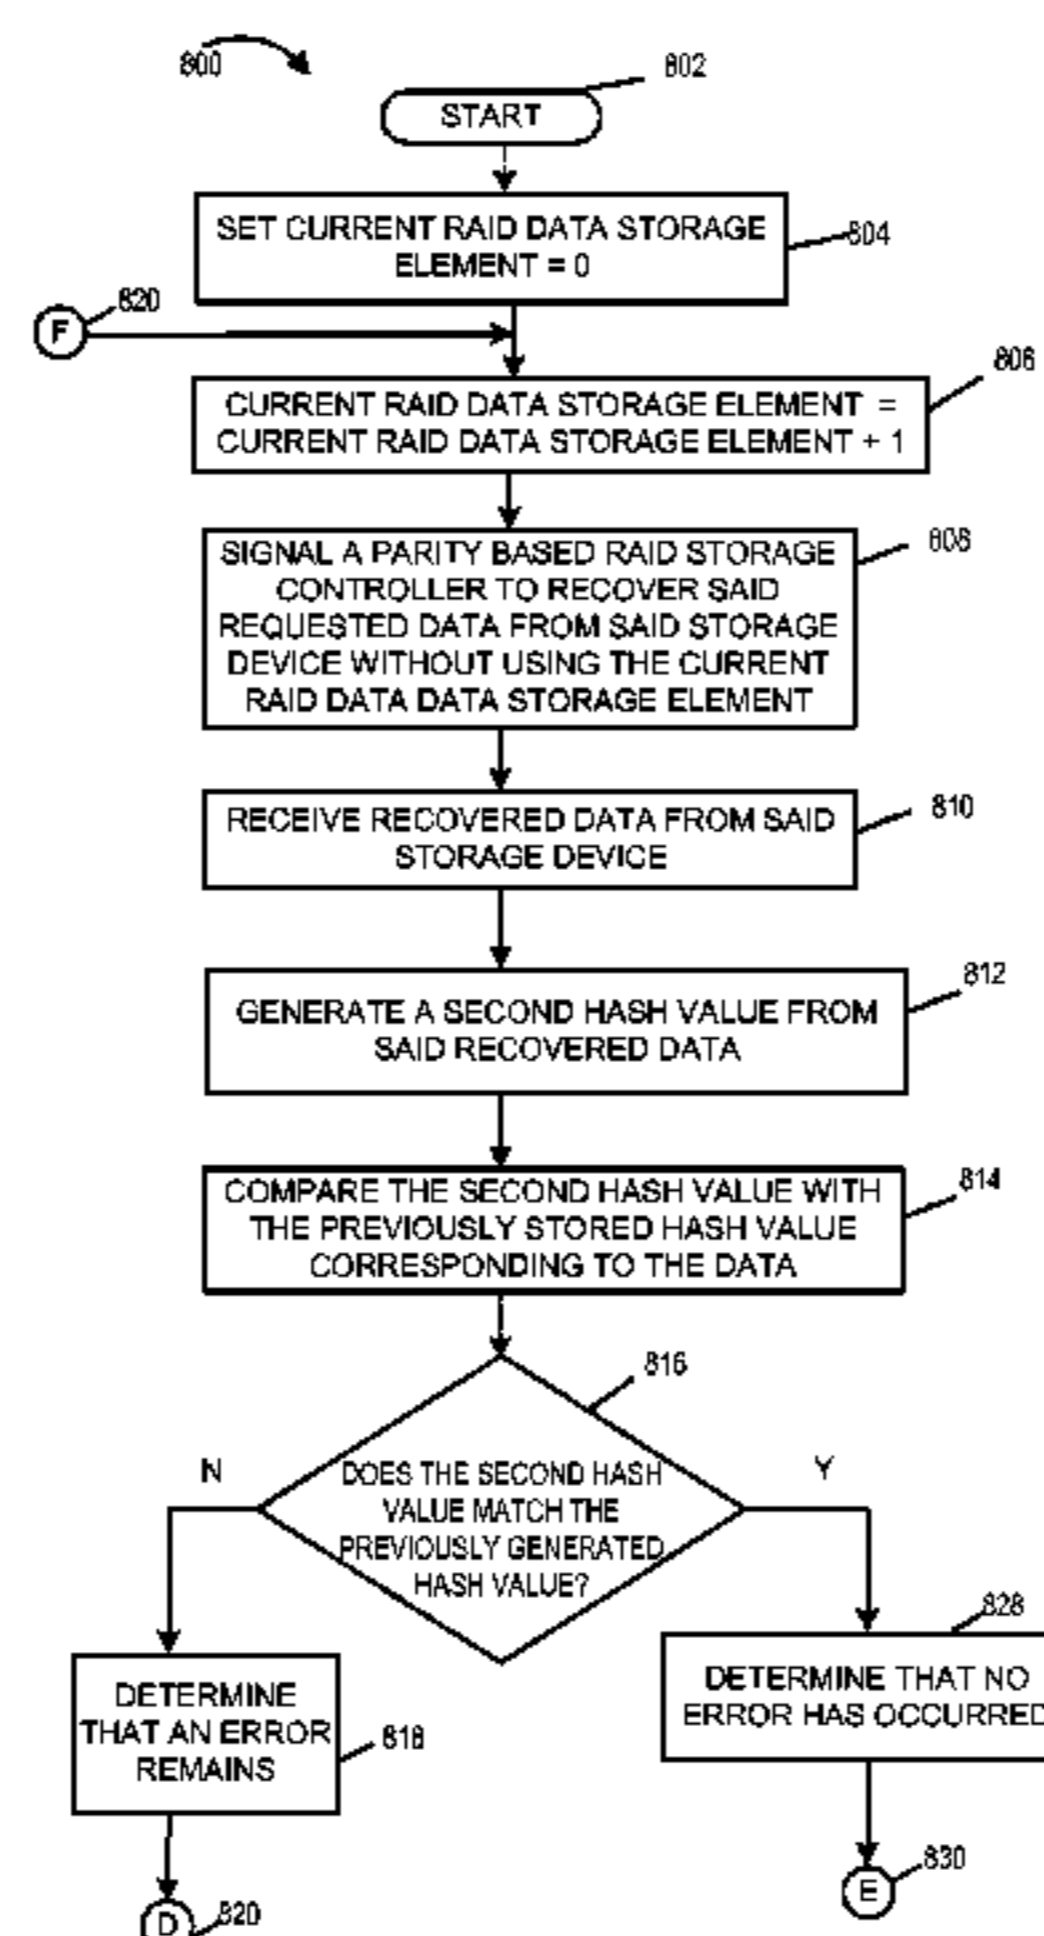 800
802
START
SET CURRENT RAID DATA STORAGE
ELEMENT = 0
804
820
F
806
CURRENT RAID DATA STORAGE ELEMENT =
CURRENT RAID DATA STORAGE ELEMENT + 1
808
SIGNAL A PARITY BASED RAID STORAGE
CONTROLLER TO RECOVER SAID
REQUESTED DATA FROM SAID STORAGE
DEVICE WITHOUT USING THE CURRENT
RAID DATA DATA STORAGE ELEMENT
810
RECEIVE RECOVERED DATA FROM SAID
STORAGE DEVICE
812
GENERATE A SECOND HASH VALUE FROM
SAID RECOVERED DATA
814
COMPARE THE SECOND HASH VALUE WITH
THE PREVIOUSLY STORED HASH VALUE
CORRESPONDING TO THE DATA
816
N
Y
DOES THE SECOND HASH
VALUE MATCH THE
PREVIOUSLY GENERATED
HASH VALUE?
828
DETERMINE
THAT AN ERROR
REMAINS
818
DETERMINE THAT NO
ERROR HAS OCCURRED
830
E
D
820